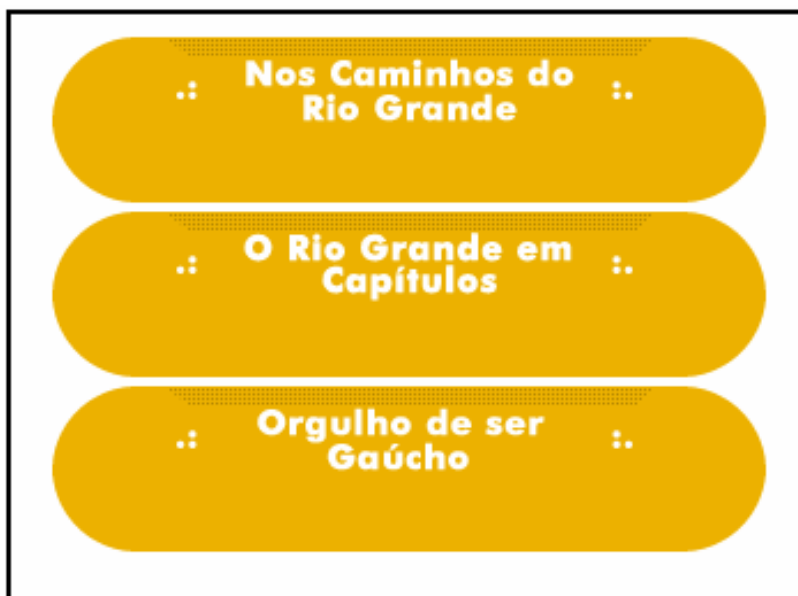 Nos Caminhos do
Rio Grande
O Rio Grande em
Capítulos
Orgulho de ser
Gaúcho